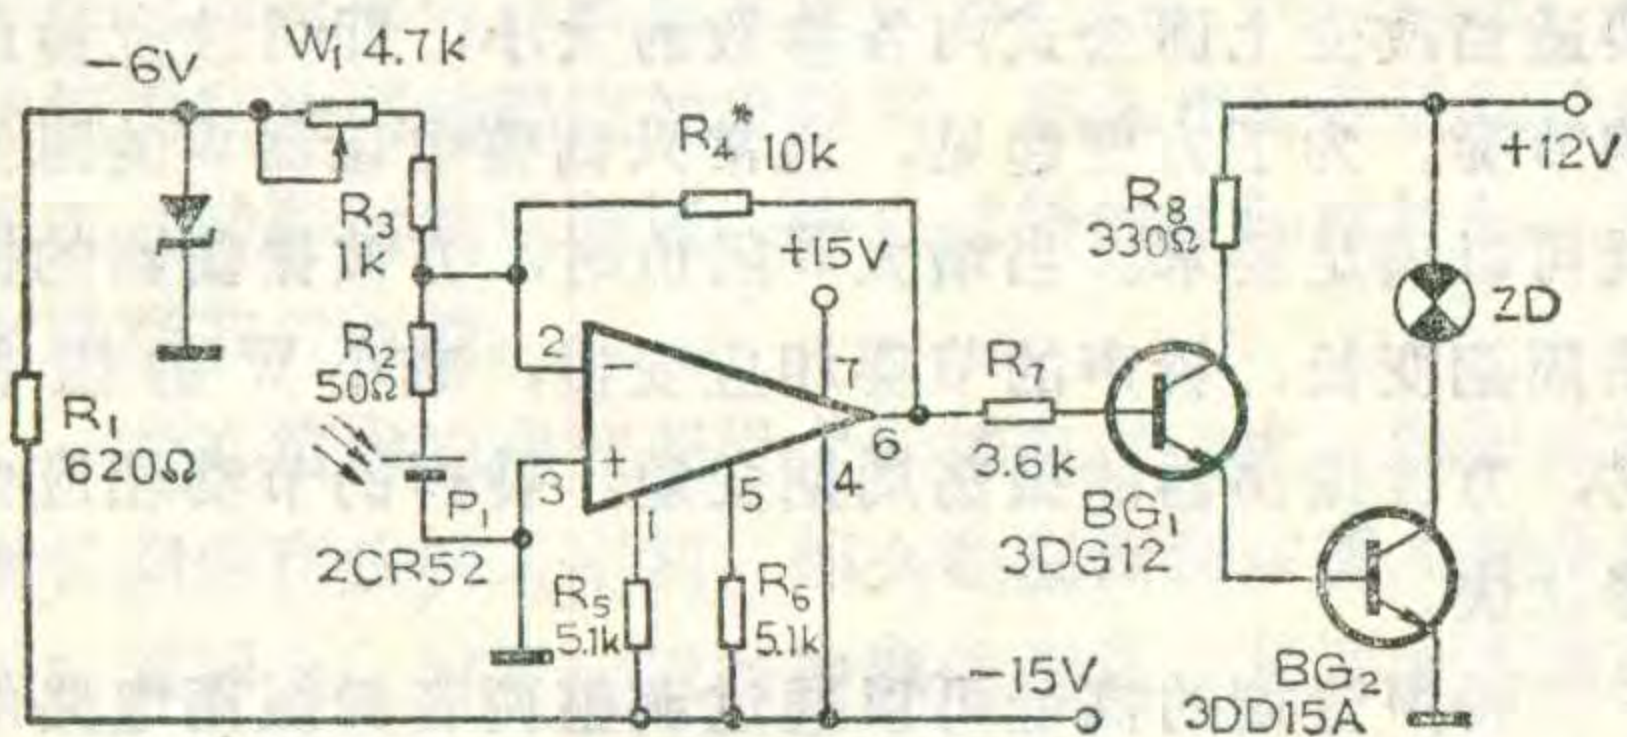 -6V
W₁ 4.7k
R₄* 10k
+12V
R₃
1k
+15V
R₈
330Ω
ZD
R₂
50Ω
2
-
7
R₇
3.6k
R₁
620Ω
P₁
2CR52
3
+
1
5
4
6
BG₁
3DG12
R₅
5.1k
R₆
5.1k
-15V
BG₂
3DD15A